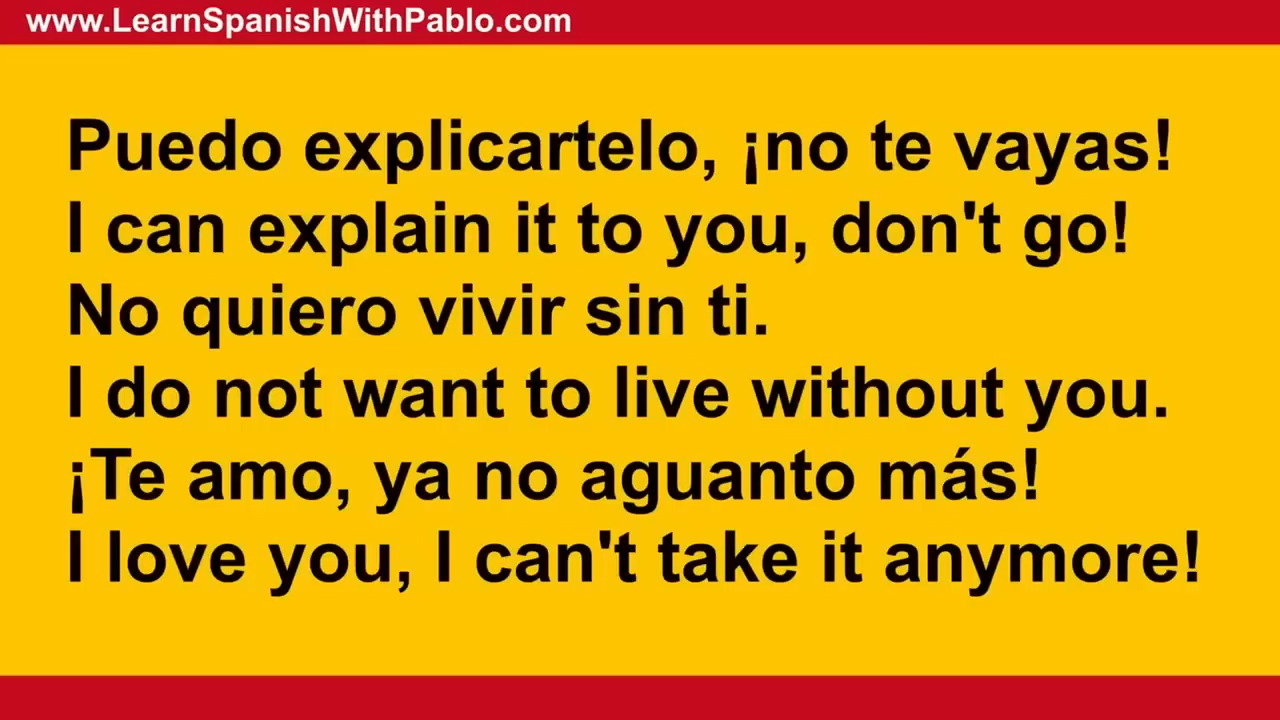 www.LearnSpanishWithPablo.com
Puedo explicartelo, ¡no te vayas!
I can explain it to you, don't go!
No quiero vivir sin ti.
I do not want to live without you.
¡Te amo, ya no aguanto más!
I love you, I can't take it anymore!